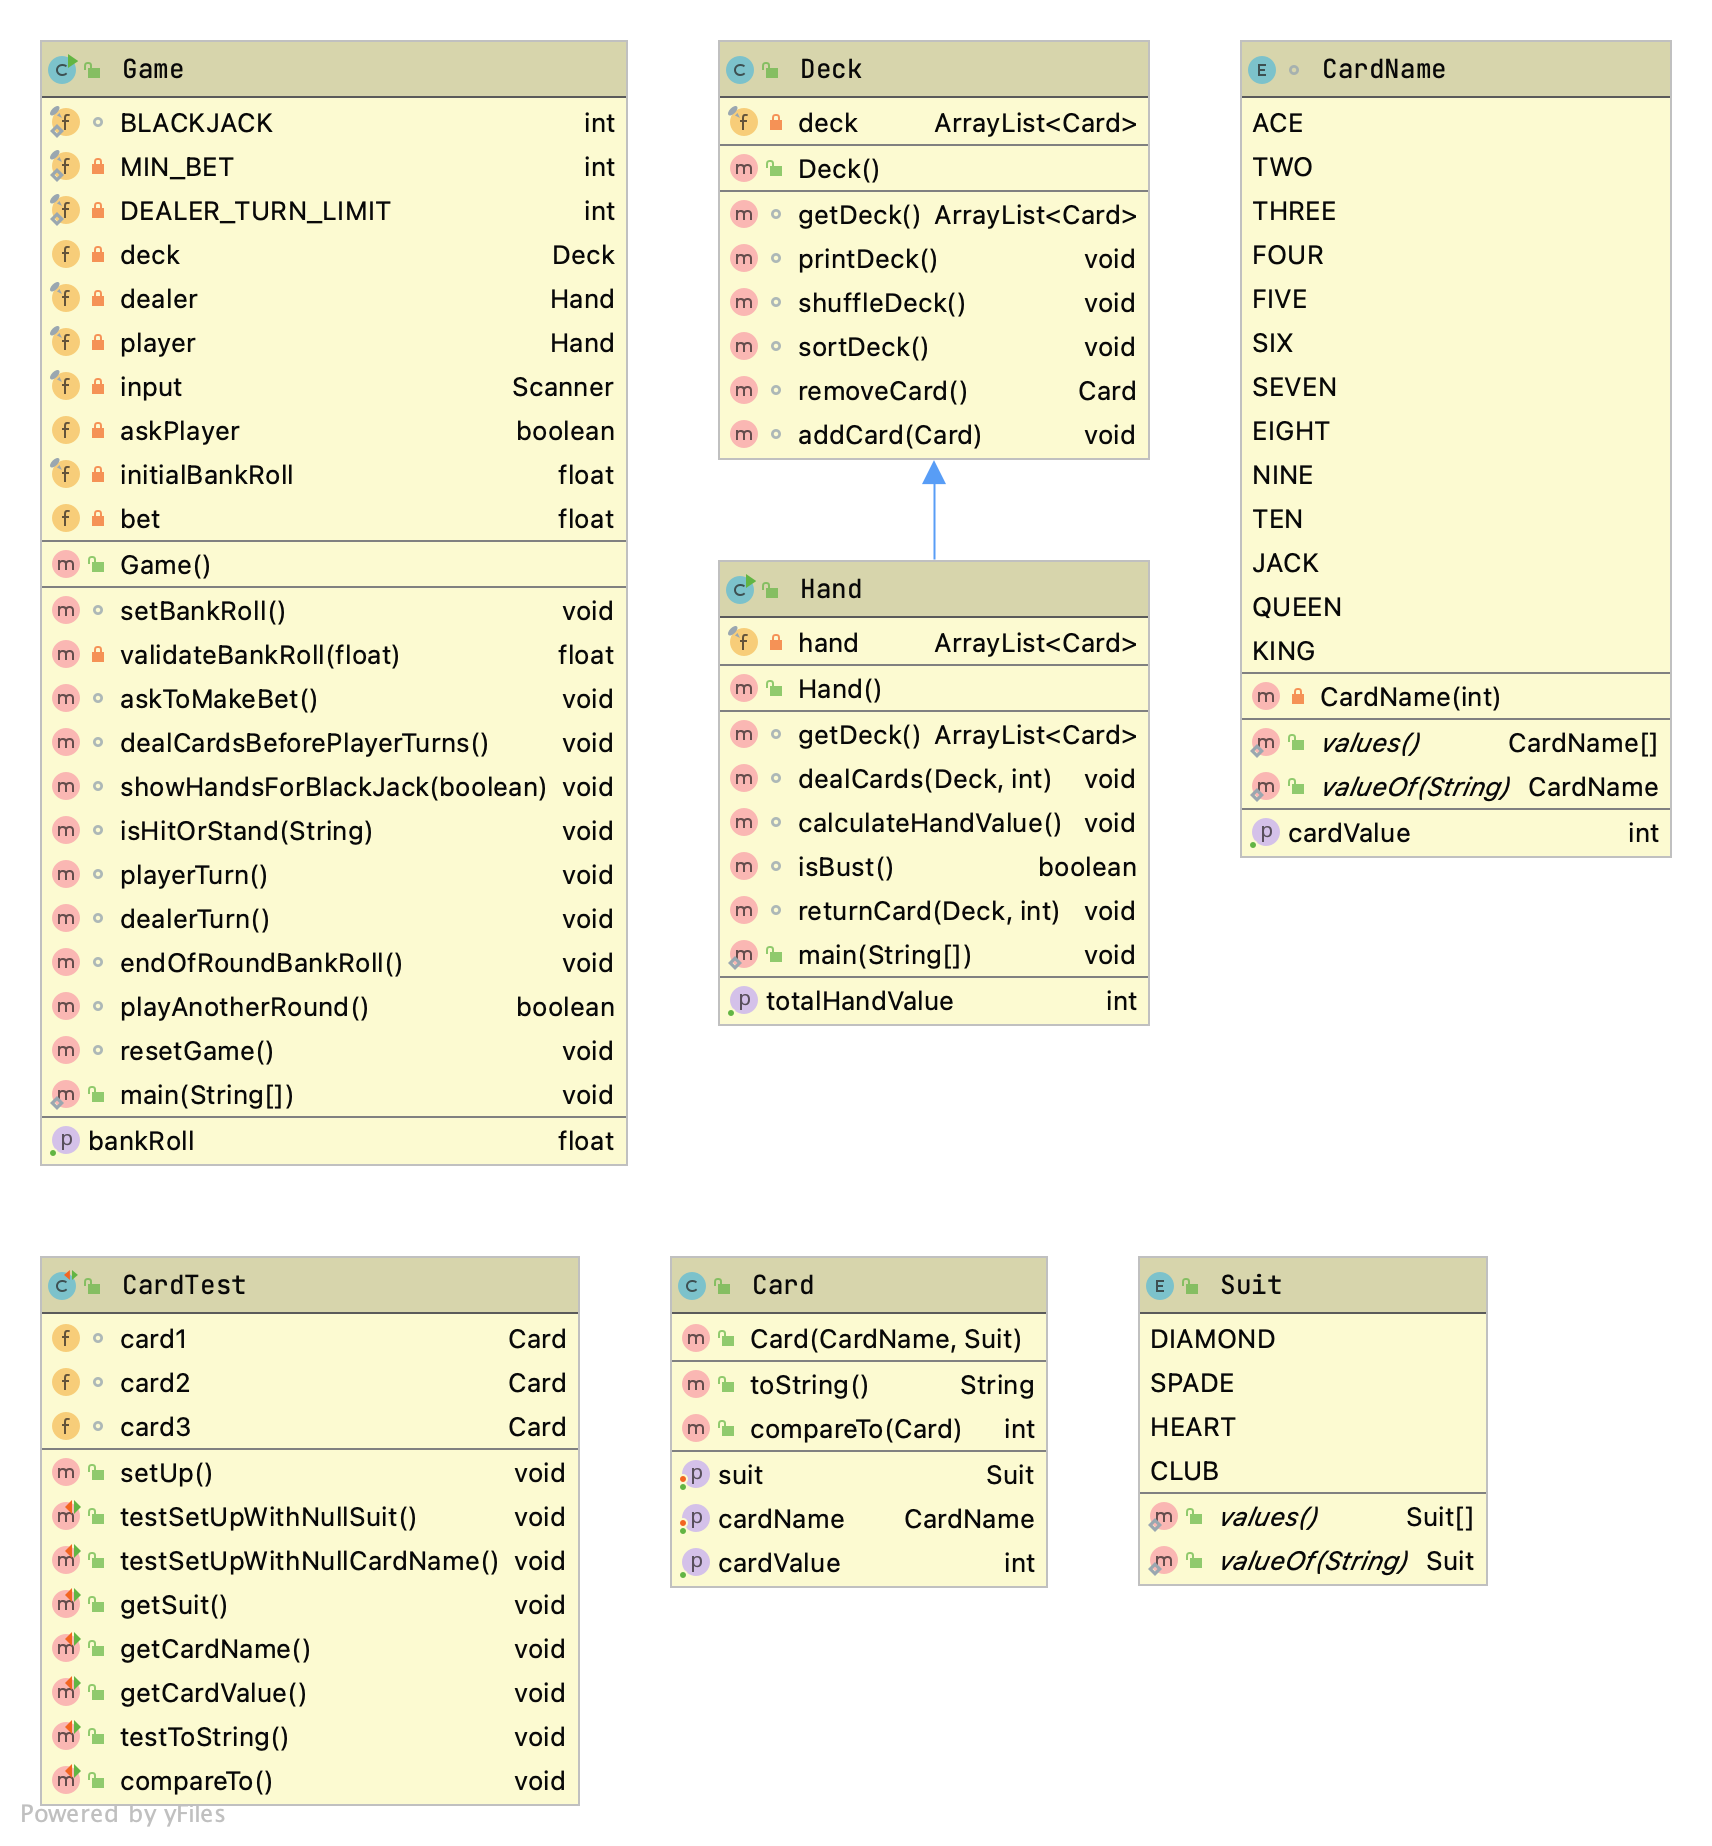 Game
BLACKJACK int
MIN_BET int
DEALER_TURN_LIMIT int
deck Deck
dealer Hand
player Hand
input Scanner
askPlayer boolean
initialBankRoll float
bet float
Game()
setBankRoll() void
validateBankRoll(float) float
askToMakeBet() void
dealCardsBeforePlayerTurns() void
showHandsForBlackJack(boolean) void
isHitOrStand(String) void
playerTurn() void
dealerTurn() void
endOfRoundBankRoll() void
playAnotherRound() boolean
resetGame() void
main(String[]) void
bankRoll float
Deck
deck ArrayList<Card>
Deck()
getDeck() ArrayList<Card>
printDeck() void
shuffleDeck() void
sortDeck() void
removeCard() Card
addCard(Card) void
Hand
hand ArrayList<Card>
Hand()
getDeck() ArrayList<Card>
dealCards(Deck, int) void
calculateHandValue() void
isBust() boolean
returnCard(Deck, int) void
main(String[]) void
totalHandValue int
CardName
ACE
TWO
THREE
FOUR
FIVE
SIX
SEVEN
EIGHT
NINE
TEN
JACK
QUEEN
KING
CardName(int)
values() CardName[]
valueOf(String) CardName
cardValue int
CardTest
card1 Card
card2 Card
card3 Card
setUp() void
testSetUpWithNullSuit() void
testSetUpWithNullCardName() void
getSuit() void
getCardName() void
getCardValue() void
testToString() void
compareTo() void
Card
Card(CardName, Suit)
toString() String
compareTo(Card) int
suit Suit
cardName CardName
cardValue int
Suit
DIAMOND
SPADE
HEART
CLUB
values() Suit[]
valueOf(String) Suit
Powered by yFiles